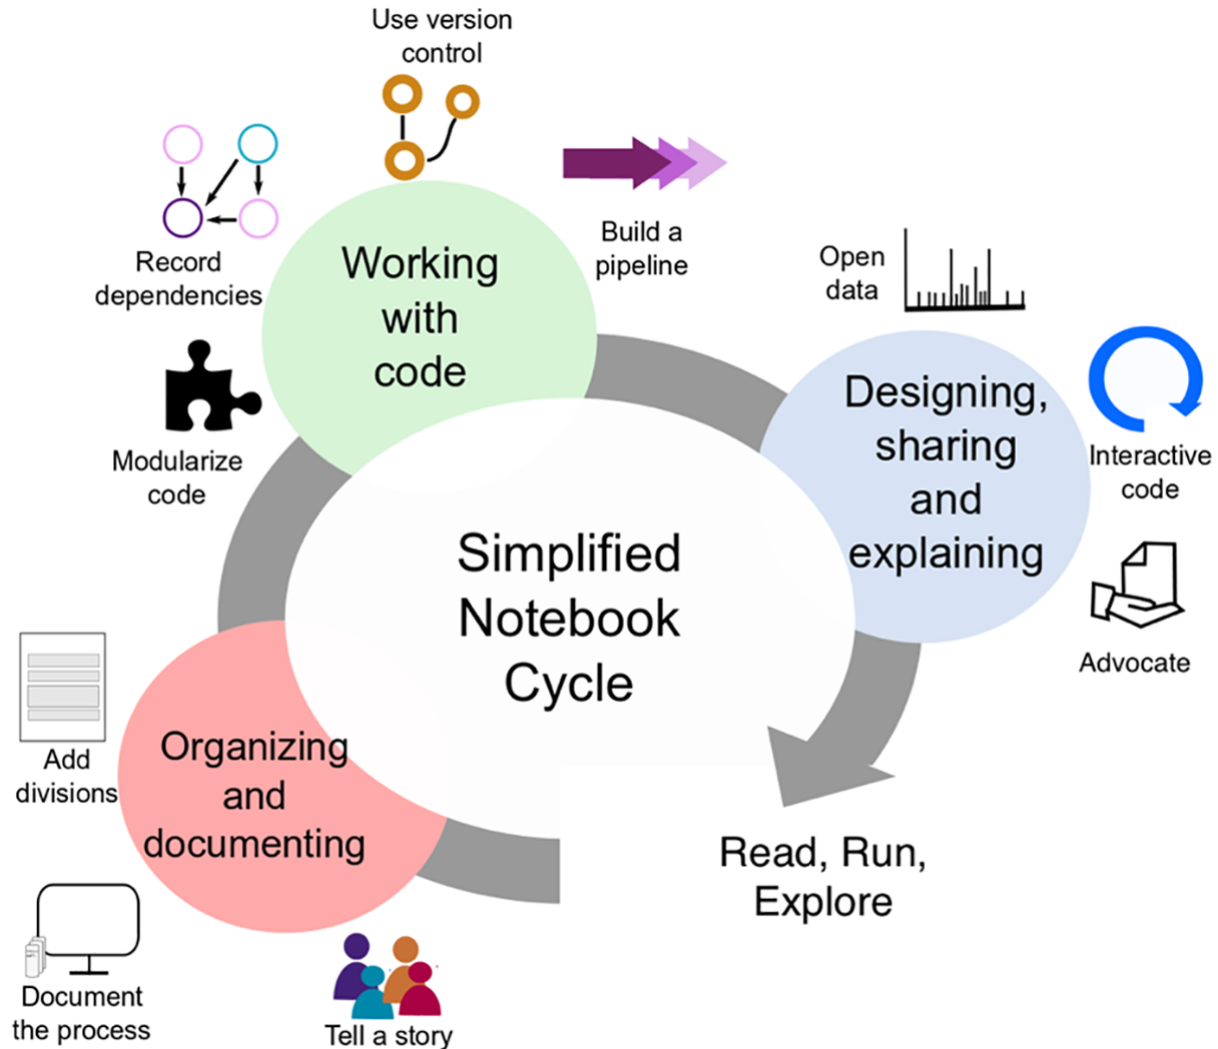 Use version
control
Build a
pipeline
Record
dependencies
Working
with
code
Open
data
Modularize
code
Designing,
sharing
and
explaining
Interactive
code
Advocate
Simplified
Notebook
Cycle
Add
divisions
Organizing
and
documenting
Read, Run,
Explore
Document
the process
Tell a story